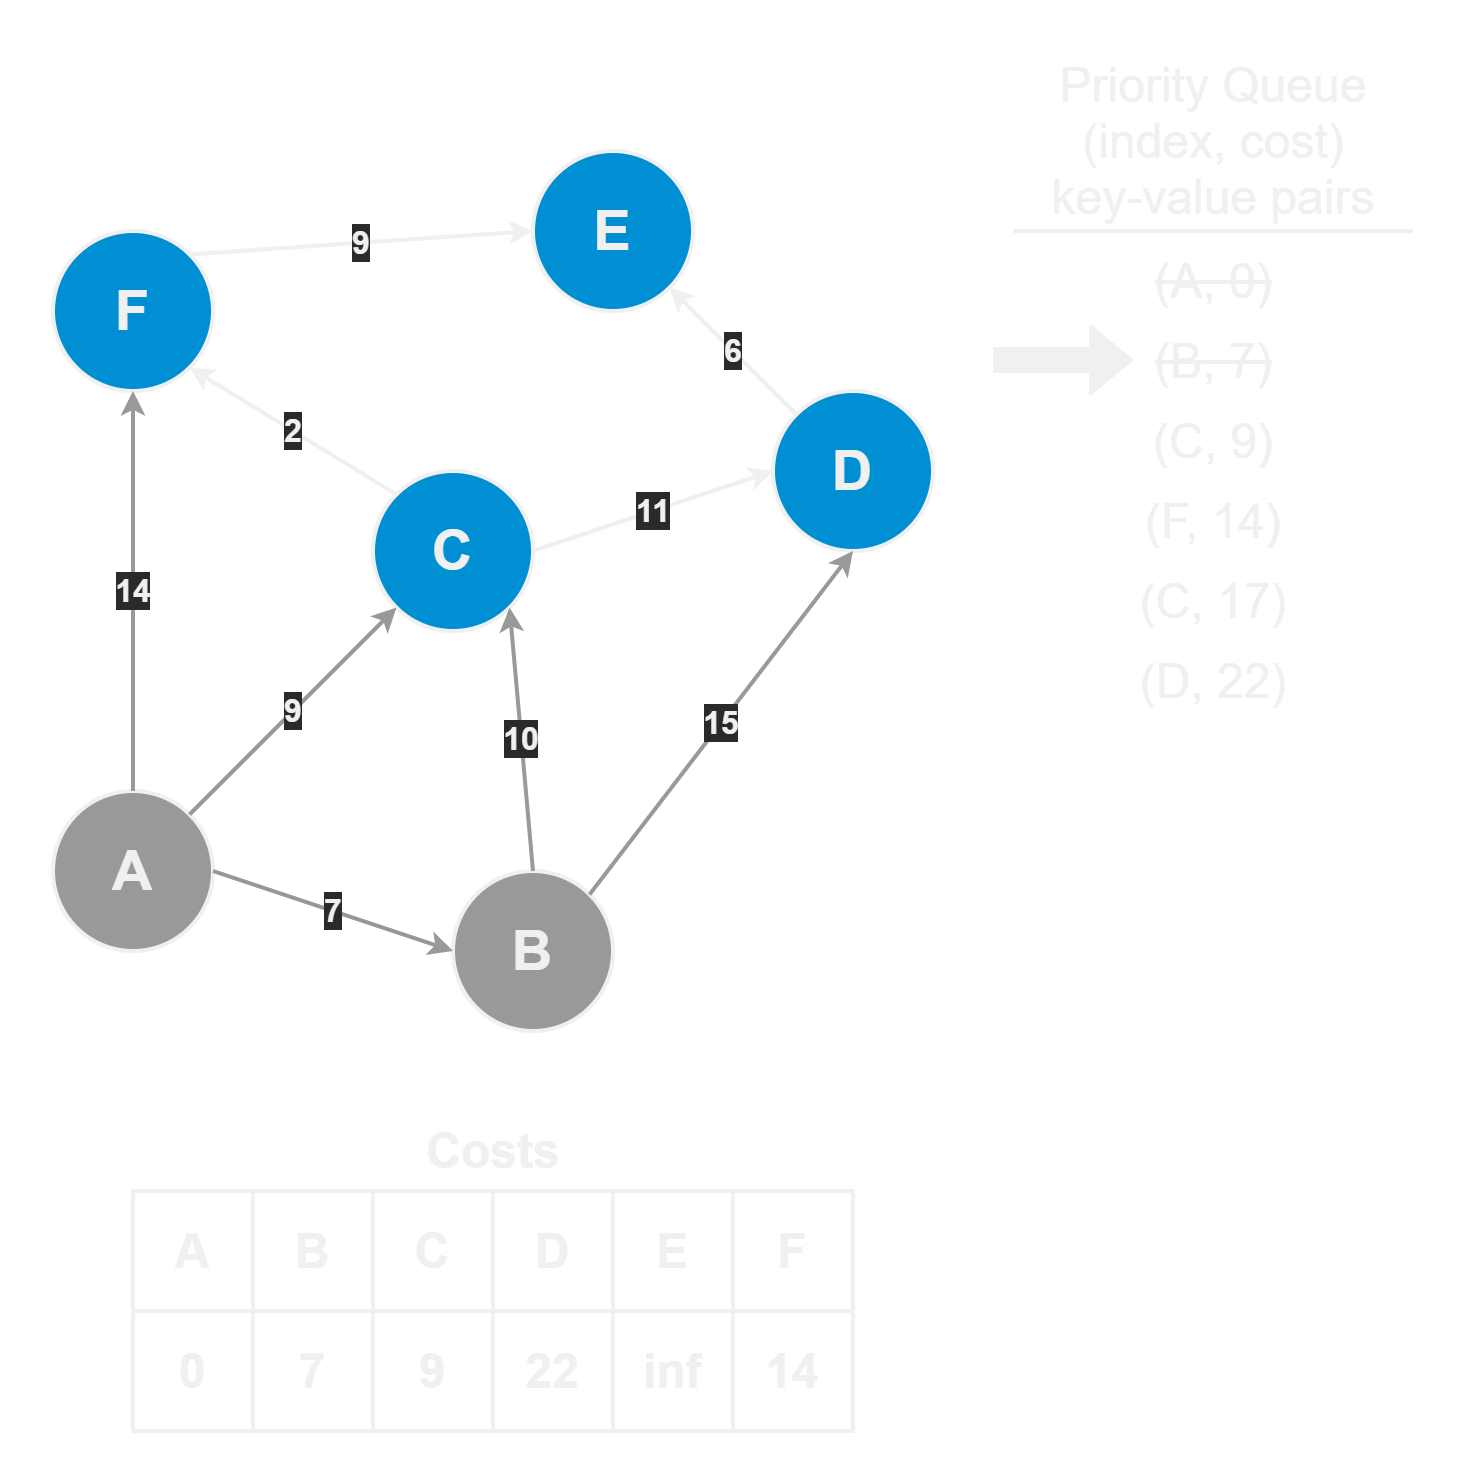 Priority Queue
(index, cost)
key-value pairs
(A, 0)
(B, 7)
(C, 9)
(F, 14)
(C, 17)
(D, 22)
E
9
F
6
2
D
11
C
14
9
10
15
A
7
B
Costs
A B C D E F
0 7 9 22 inf 14